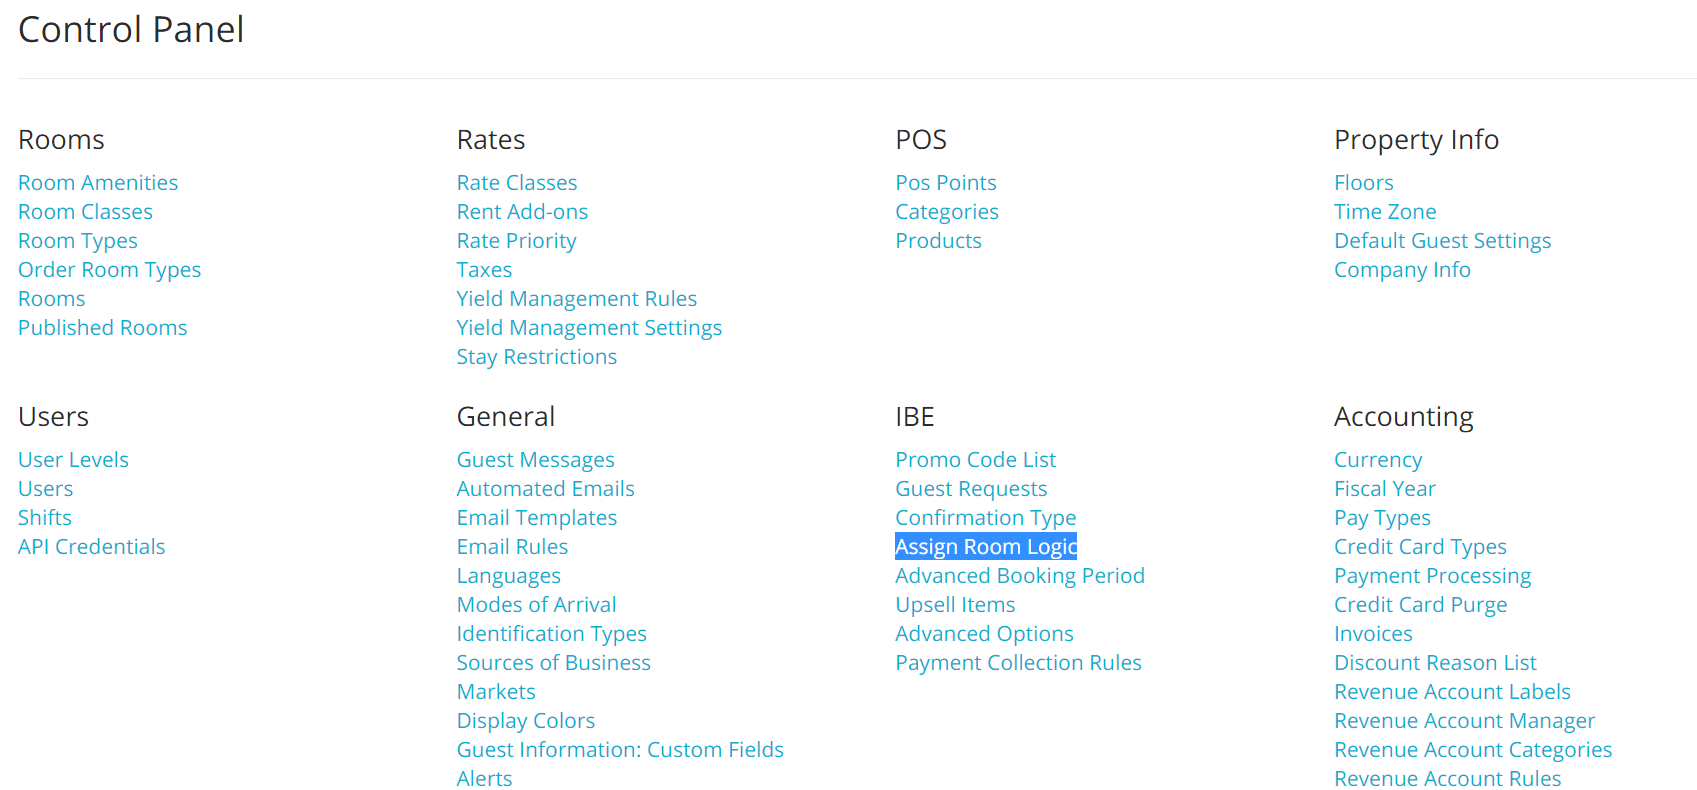 Control Panel
Rooms
Room Amenities
Room Classes
Room Types
Order Room Types
Rooms
Published Rooms
Rates
Rate Classes
Rent Add-ons
Rate Priority
Taxes
Yield Management Rules
Yield Management Settings
Stay Restrictions
POS
Pos Points
Categories
Products
Property Info
Floors
Time Zone
Default Guest Settings
Company Info
Users
User Levels
Users
Shifts
API Credentials
General
Guest Messages
Automated Emails
Email Templates
Email Rules
Languages
Modes of Arrival
Identification Types
Sources of Business
Markets
Display Colors
Guest Information: Custom Fields
Alerts
IBE
Promo Code List
Guest Requests
Confirmation Type
Assign Room Logic
Advanced Booking Period
Upsell Items
Advanced Options
Payment Collection Rules
Accounting
Currency
Fiscal Year
Pay Types
Credit Card Types
Payment Processing
Credit Card Purge
Invoices
Discount Reason List
Revenue Account Labels
Revenue Account Manager
Revenue Account Categories
Revenue Account Rules